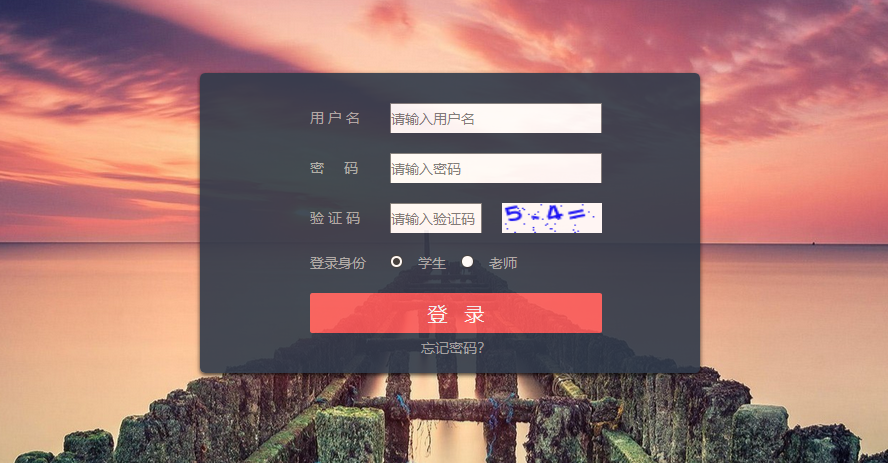 用户名 请输入用户名
密 码 请输入密码
验证码 请输入验证码 5-4=
登录身份 学生 老师
登 录
忘记密码?